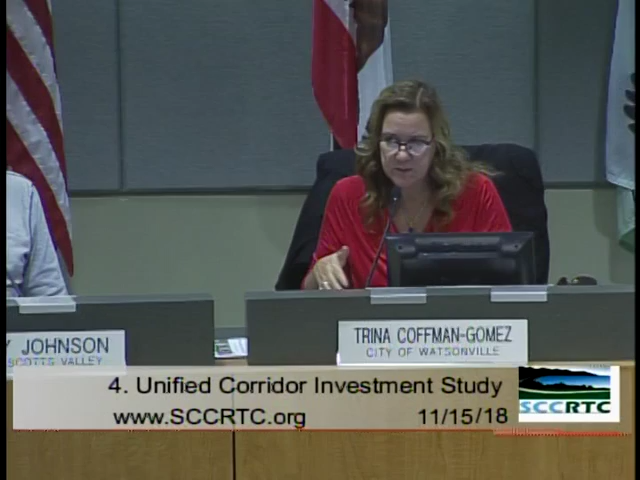 Y JOHNSON
SCOTTS VALLEY
TRINA COFFMAN-GOMEZ
CITY OF WATSONVILLE
4. Unified Corridor Investment Study
www.SCCRTC.org
11/15/18
SCCRTC